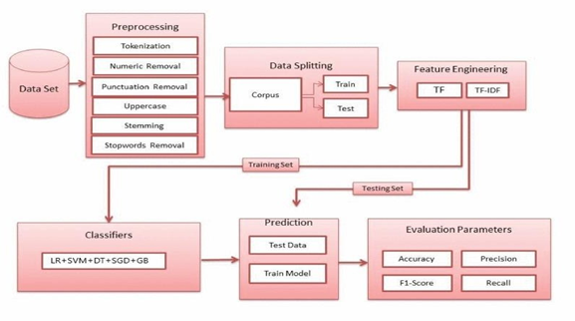 Data Set
Preprocessing
Tokenization
Numeric Removal
Punctuation Removal
Uppercase
Stemming
Stopwords Removal
Data Splitting
Corpus
Train
Test
Feature Engineering
TF
TF-IDF
Training Set
Testing Set
Classifiers
LR+SVM+DT+SGD+GB
Prediction
Test Data
Train Model
Evaluation Parameters
Accuracy
Precision
F1-Score
Recall